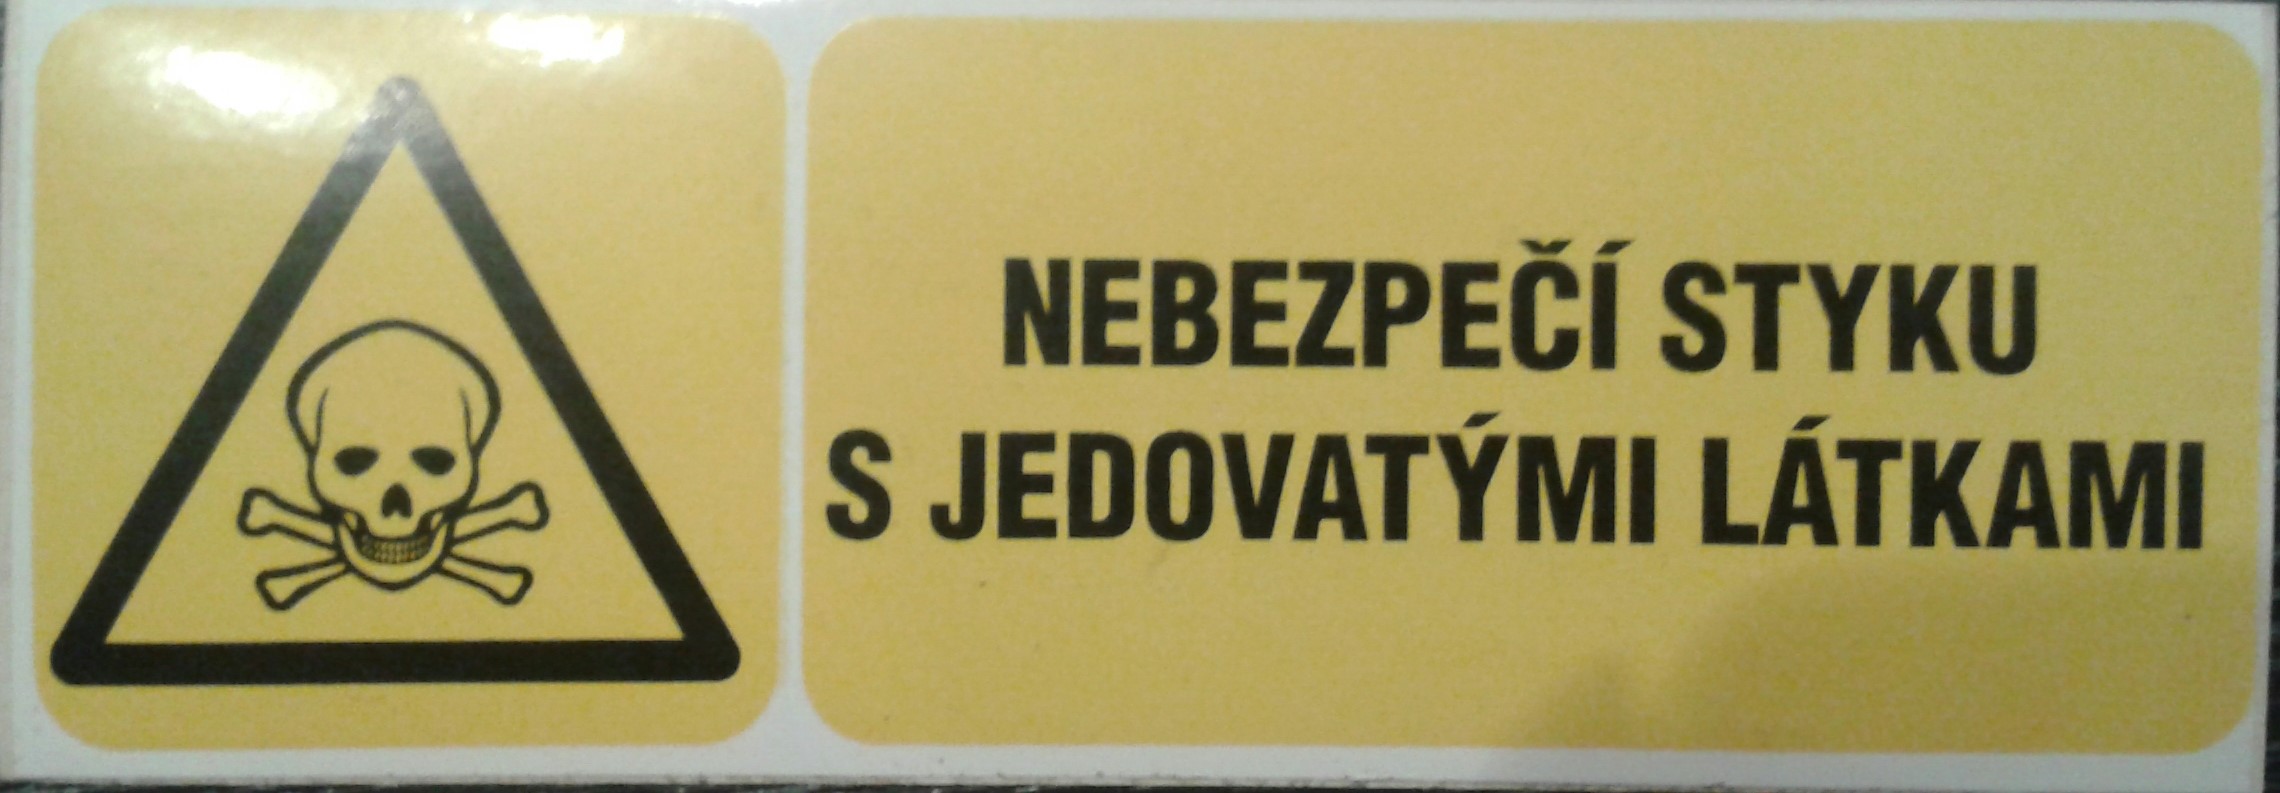 NEBEZPEČÍ STYKU
S JEDOVATÝMI LÁTKAMI